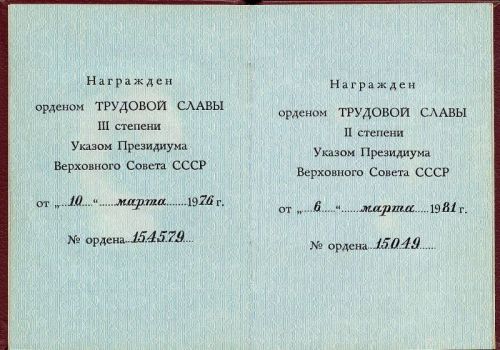 Награжден
орденом ТРУДОВОЙ СЛАВЫ
III степени
Указом Президиума
Верховного Совета СССР
от „ 10 “ марта 1976 г.
№ ордена 154579
Награжден
орденом ТРУДОВОЙ СЛАВЫ
II степени
Указом Президиума
Верховного Совета СССР
от „ 6 “ марта 1981 г.
№ ордена 15049